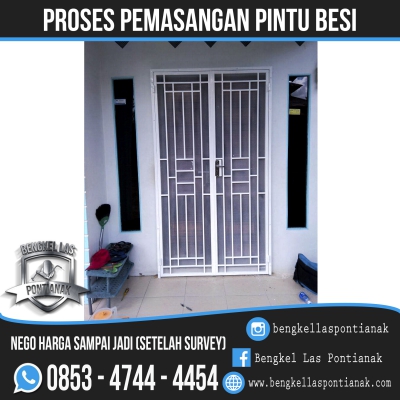 PROSES PEMASANGAN PINTU BESI
BENGKEL LAS
PONTIANAK
bengkellaspontianak
NEGO HARGA SAMPAI JADI (SETELAH SURVEY)
Bengkel Las Pontianak
0853 - 4744 - 4454
www.bengkellaspontianak.com